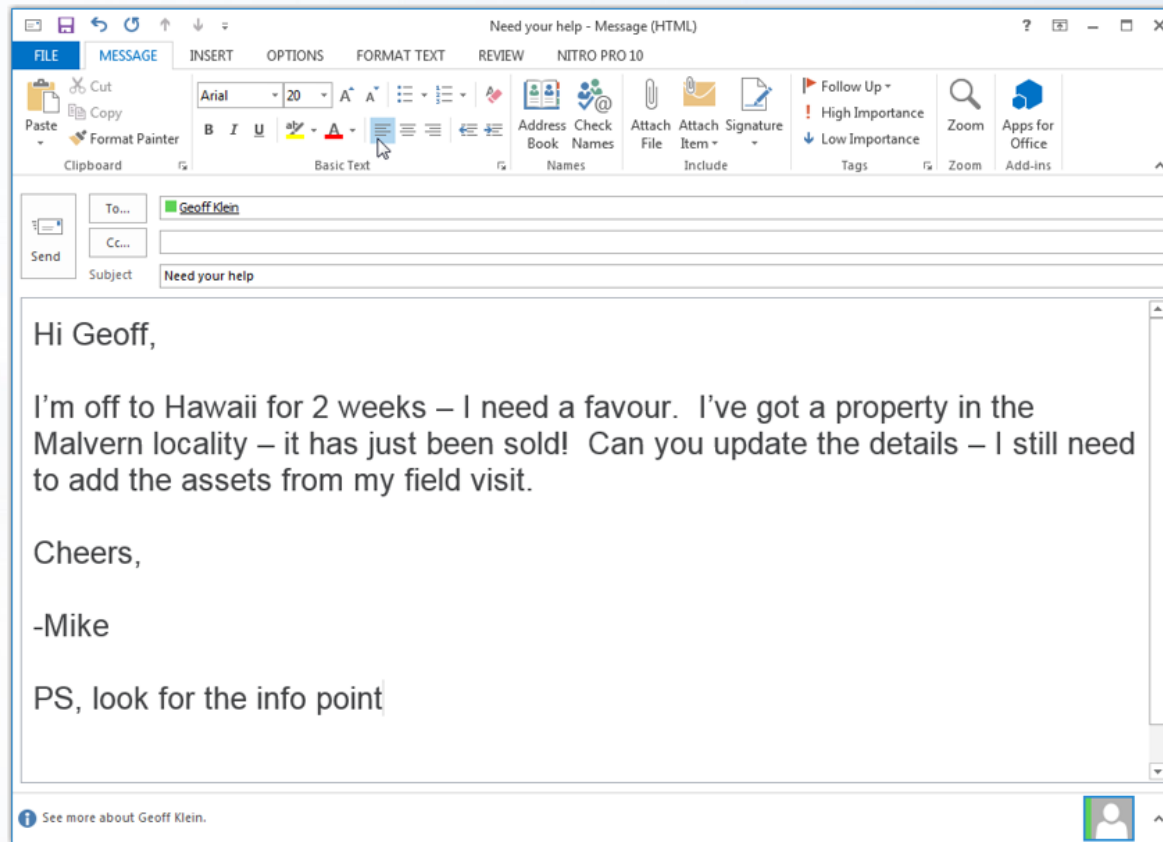 Need your help - Message (HTML)
?
FILE MESSAGE INSERT OPTIONS FORMAT TEXT REVIEW NITRO PRO 10
Paste
Cut
Copy
Format Painter
Clipboard
Arial 20
B I U
Basic Text
Address Book
Check Names
Names
Attach File
Attach Item
Signature
Include
Follow Up
High Importance
Low Importance
Tags
Zoom
Zoom
Apps for Office
Add-ins
Send
To... Geoff Klein
Cc...
Subject Need your help
Hi Geoff,
I’m off to Hawaii for 2 weeks – I need a favour.  I’ve got a property in the
Malvern locality – it has just been sold!  Can you update the details – I still need
to add the assets from my field visit.
Cheers,
-Mike
PS, look for the info point
See more about Geoff Klein.